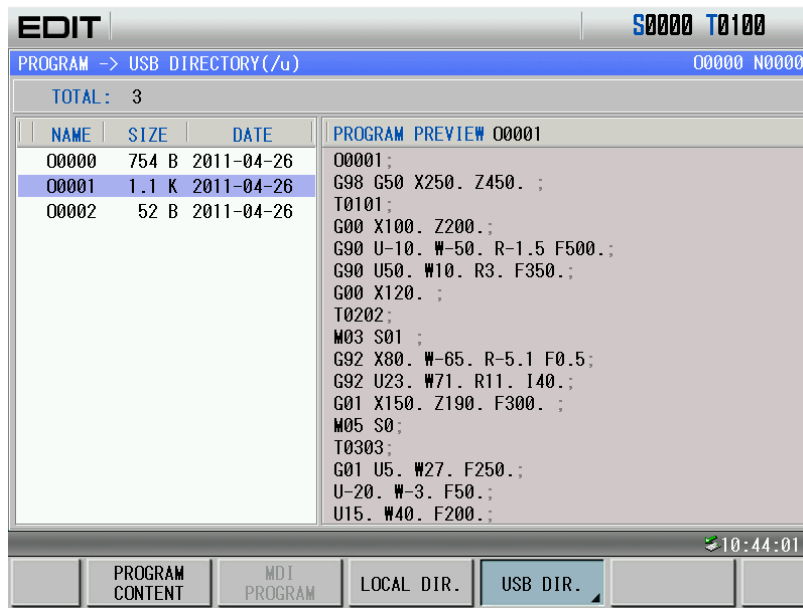 EDIT S0000 T0100
PROGRAM -> USB DIRECTORY(/u) O0000 N0000
TOTAL: 3
NAME SIZE DATE
O0000 754 B 2011-04-26
O0001 1.1 K 2011-04-26
O0002 52 B 2011-04-26
PROGRAM PREVIEW O0001
O0001;
G98 G50 X250. Z450. ;
T0101;
G00 X100. Z200.;
G90 U-10. W-50. R-1.5 F500.;
G90 U50. W10. R3. F350.;
G00 X120. ;
T0202;
M03 S01 ;
G92 X80. W-65. R-5.1 F0.5;
G92 U23. W71. R11. I40.;
G01 X150. Z190. F300. ;
M05 S0;
T0303;
G01 U5. W27. F250.;
U-20. W-3. F50.;
U15. W40. F200.;
10:44:01
PROGRAM CONTENT
MDI PROGRAM
LOCAL DIR.
USB DIR.